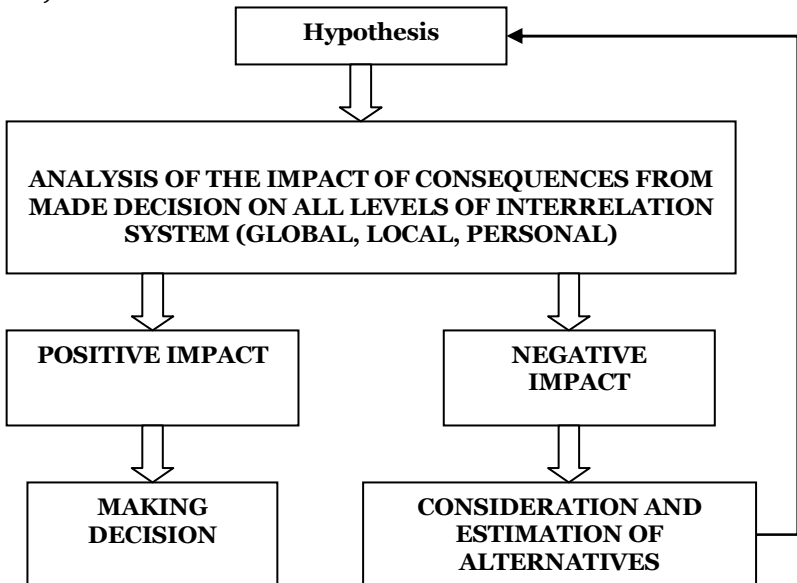 Hypothesis
ANALYSIS OF THE IMPACT OF CONSEQUENCES FROM
MADE DECISION ON ALL LEVELS OF INTERRELATION
SYSTEM (GLOBAL, LOCAL, PERSONAL)
POSITIVE IMPACT
NEGATIVE
IMPACT
MAKING
DECISION
CONSIDERATION AND
ESTIMATION OF
ALTERNATIVES